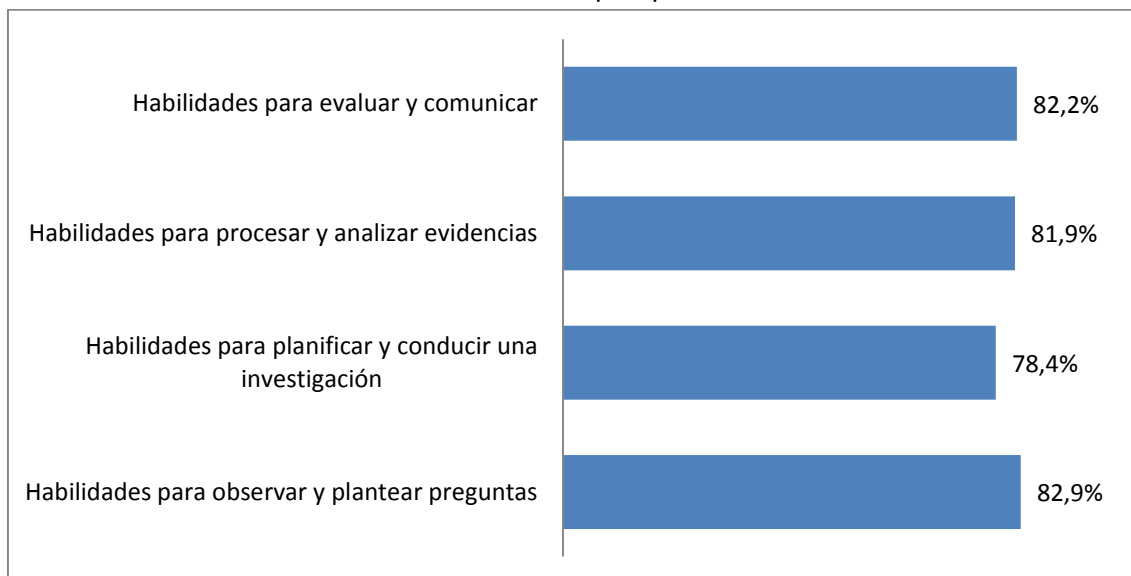 Habilidades para evaluar y comunicar
82,2%
Habilidades para procesar y analizar evidencias
81,9%
Habilidades para planificar y conducir una
investigación
78,4%
Habilidades para observar y plantear preguntas
82,9%